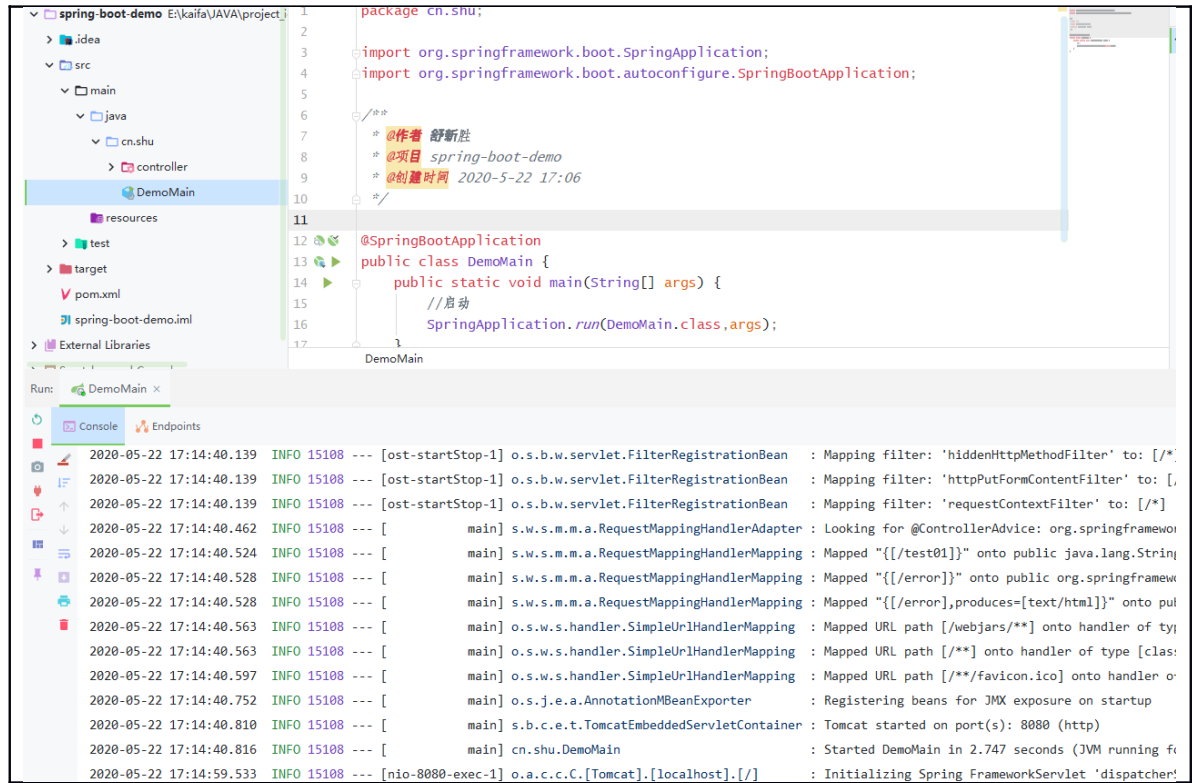 spring-boot-demo E:\kaifa\JAVA\project_i
.idea
src
main
java
cn.shu
controller
DemoMain
resources
test
target
pom.xml
spring-boot-demo.iml
External Libraries
1 package cn.shu;
2
3 import org.springframework.boot.SpringApplication;
4 import org.springframework.boot.autoconfigure.SpringBootApplication;
5
6 /**
7 * @作者 舒新胜
8 * @项目 spring-boot-demo
9 * @创建时间 2020-5-22 17:06
10 */
11
12 @SpringBootApplication
13 public class DemoMain {
14 public static void main(String[] args) {
15 //启动
16 SpringApplication.run(DemoMain.class,args);
17 }
DemoMain
Run: DemoMain ×
Console Endpoints
2020-05-22 17:14:40.139 INFO 15108 --- [ost-startStop-1] o.s.b.w.servlet.FilterRegistrationBean : Mapping filter: 'hiddenHttpMethodFilter' to: [/*]
2020-05-22 17:14:40.139 INFO 15108 --- [ost-startStop-1] o.s.b.w.servlet.FilterRegistrationBean : Mapping filter: 'httpPutFormContentFilter' to: [/
2020-05-22 17:14:40.139 INFO 15108 --- [ost-startStop-1] o.s.b.w.servlet.FilterRegistrationBean : Mapping filter: 'requestContextFilter' to: [/*]
2020-05-22 17:14:40.462 INFO 15108 --- [ main] s.w.s.m.m.a.RequestMappingHandlerAdapter : Looking for @ControllerAdvice: org.springframewor
2020-05-22 17:14:40.524 INFO 15108 --- [ main] s.w.s.m.m.a.RequestMappingHandlerMapping : Mapped "{[/test01]}" onto public java.lang.String
2020-05-22 17:14:40.528 INFO 15108 --- [ main] s.w.s.m.m.a.RequestMappingHandlerMapping : Mapped "{[/error]}" onto public org.springframew
2020-05-22 17:14:40.528 INFO 15108 --- [ main] s.w.s.m.m.a.RequestMappingHandlerMapping : Mapped "{[/error],produces=[text/html]}" onto pub
2020-05-22 17:14:40.563 INFO 15108 --- [ main] o.s.w.s.handler.SimpleUrlHandlerMapping : Mapped URL path [/webjars/**] onto handler of typ
2020-05-22 17:14:40.563 INFO 15108 --- [ main] o.s.w.s.handler.SimpleUrlHandlerMapping : Mapped URL path [/**] onto handler of type [clas
2020-05-22 17:14:40.597 INFO 15108 --- [ main] o.s.w.s.handler.SimpleUrlHandlerMapping : Mapped URL path [/**/favicon.ico] onto handler o
2020-05-22 17:14:40.752 INFO 15108 --- [ main] o.s.j.e.a.AnnotationMBeanExporter : Registering beans for JMX exposure on startup
2020-05-22 17:14:40.810 INFO 15108 --- [ main] s.b.c.e.t.TomcatEmbeddedServletContainer : Tomcat started on port(s): 8080 (http)
2020-05-22 17:14:40.816 INFO 15108 --- [ main] cn.shu.DemoMain : Started DemoMain in 2.747 seconds (JVM running fo
2020-05-22 17:14:59.533 INFO 15108 --- [nio-8080-exec-1] o.a.c.c.C.[Tomcat].[localhost].[/] : Initializing Spring FrameworkServlet 'dispatcherS